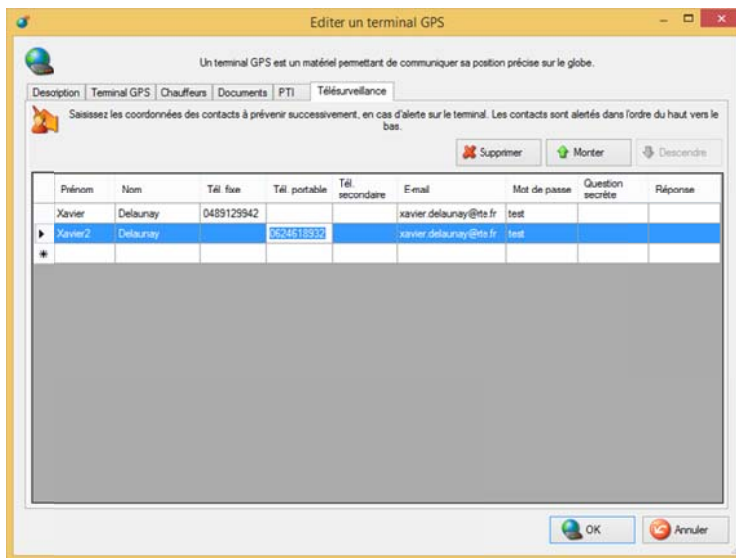 Editer un terminal GPS
Un terminal GPS est un matériel permettant de communiquer sa position précise sur le globe.
Desription Terminal GPS Chauffeurs Documents PTI Télésurveillance
Saisissez les coordonnées des contacts à prévenir successivement, en cas d'alerte sur le terminal. Les contacts sont alertés dans l'ordre du haut vers le
bas.
Supprimer Monter Descendre
Prénom Nom Tél. fixe Tél. portable Tél. secondaire E-mail Mot de passe Question secrète Réponse
Xavier Delaunay 0489129942 xavier.delaunay@rte.fr test
Xavier2 Delaunay 0624618932 xavier.delaunay@rte.fr test
OK Annuler